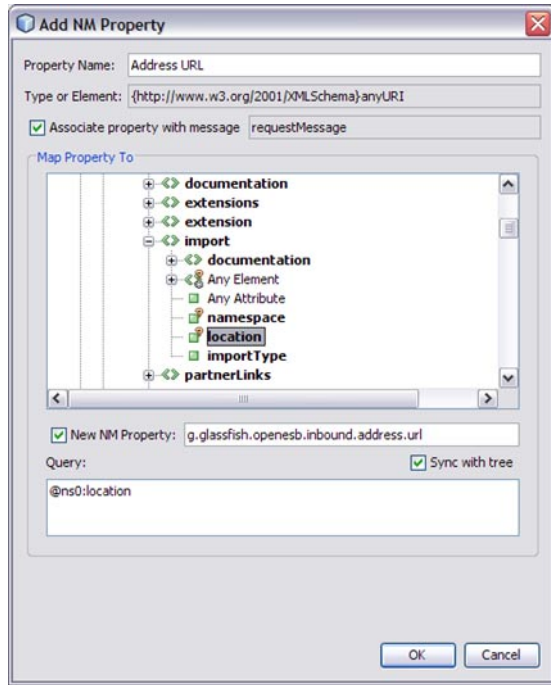 Add NM Property
Property Name: Address URL
Type or Element: {http://www.w3.org/2001/XMLSchema}anyURI
Associate property with message requestMessage
Map Property To
documentation
extensions
extension
import
documentation
Any Element
Any Attribute
namespace
location
importType
partnerLinks
New NM Property: g.glassfish.openesb.inbound.address.url
Query: Sync with tree
@ns0:location
OK Cancel